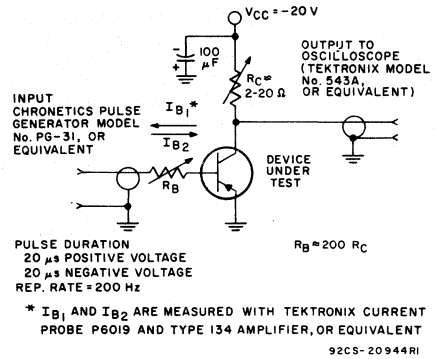 VCC = -20 V
100
μF
RC≈
2-20 Ω
OUTPUT TO
OSCILLOSCOPE
(TEKTRONIX MODEL
No. 543A,
OR EQUIVALENT)
INPUT
CHRONETICS PULSE
GENERATOR MODEL
No. PG-31, OR
EQUIVALENT
IB1*
IB2
RB
DEVICE
UNDER
TEST
PULSE DURATION
20 μs POSITIVE VOLTAGE
20 μs NEGATIVE VOLTAGE
REP. RATE = 200 Hz
RB≈200 RC
* IB1 AND IB2 ARE MEASURED WITH TEKTRONIX CURRENT
PROBE P6019 AND TYPE 134 AMPLIFIER, OR EQUIVALENT
92CS-20944R1